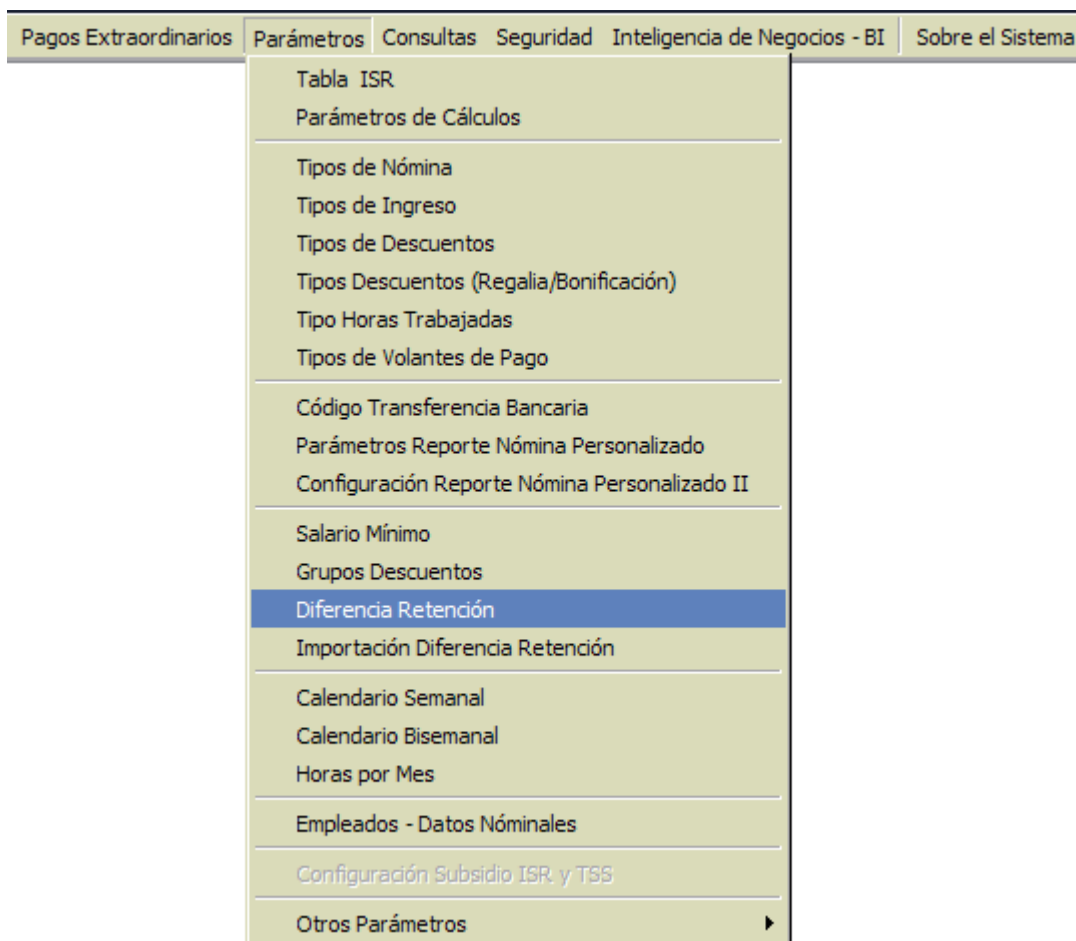 Pagos Extraordinarios Parámetros Consultas Seguridad Inteligencia de Negocios - BI Sobre el Sistema
Tabla ISR
Parámetros de Cálculos
Tipos de Nómina
Tipos de Ingreso
Tipos de Descuentos
Tipos Descuentos (Regalia/Bonificación)
Tipo Horas Trabajadas
Tipos de Volantes de Pago
Código Transferencia Bancaria
Parámetros Reporte Nómina Personalizado
Configuración Reporte Nómina Personalizado II
Salario Mínimo
Grupos Descuentos
Diferencia Retención
Importación Diferencia Retención
Calendario Semanal
Calendario Bisemanal
Horas por Mes
Empleados - Datos Nóminales
Configuración Subsidio ISR y TSS
Otros Parámetros